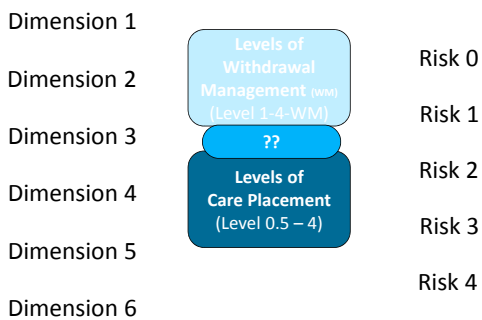 Dimension 1
Dimension 2
Dimension 3
Dimension 4
Dimension 5
Dimension 6
Levels of
Withdrawal
Management (WM)
(Level 1-4-WM)
??
Levels of
Care Placement
(Level 0.5 – 4)
Risk 0
Risk 1
Risk 2
Risk 3
Risk 4